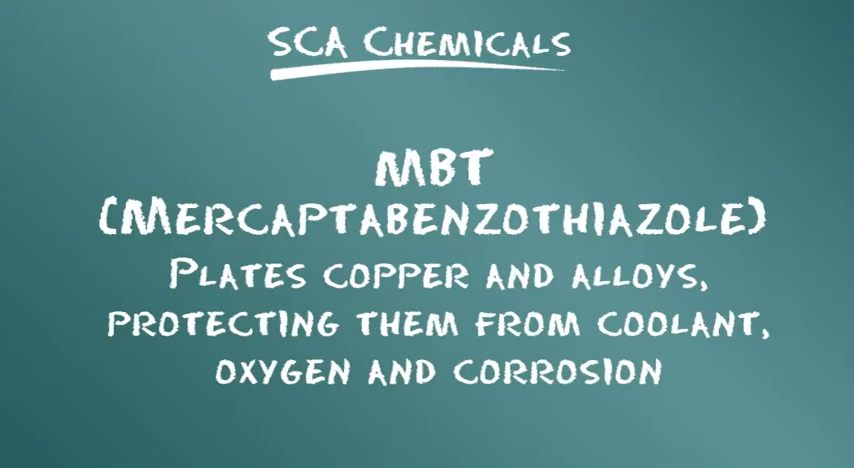 SCA Chemicals
MBT
(Mercaptabenzothiazole)
Plates copper and alloys,
protecting them from coolant,
oxygen and corrosion